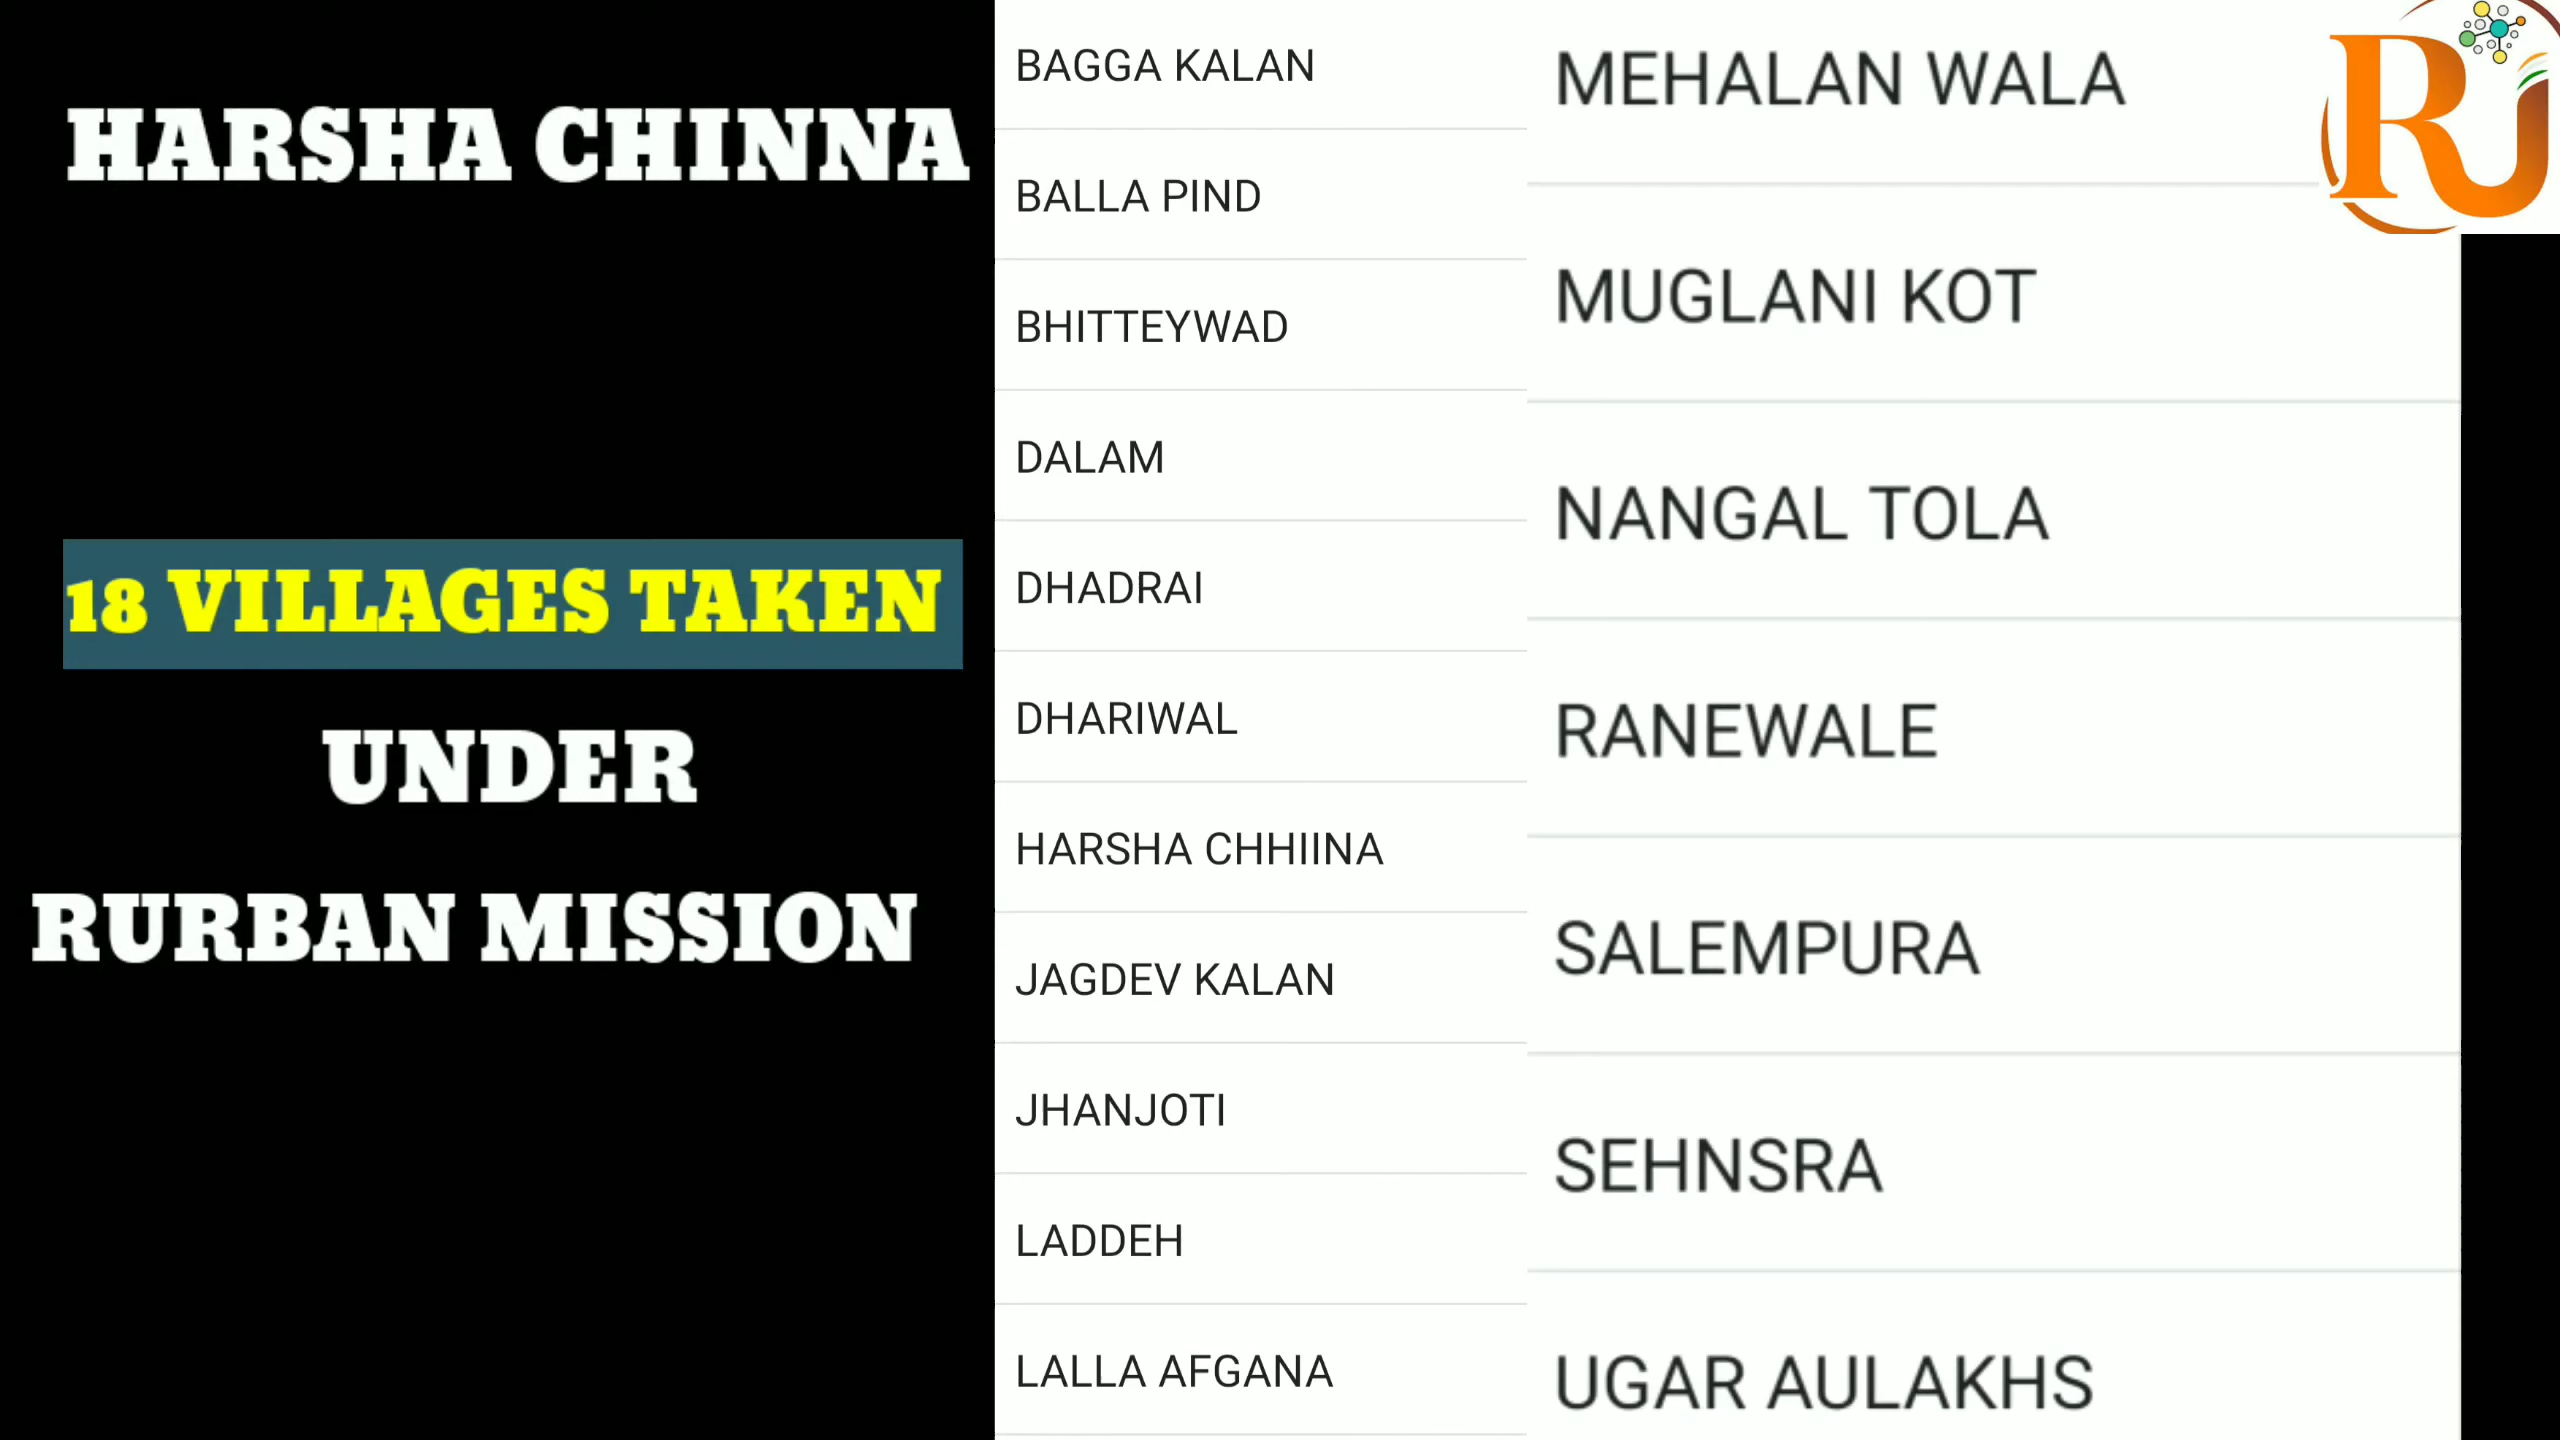 HARSHA CHINNA
18 VILLAGES TAKEN
UNDER
RURBAN MISSION
BAGGA KALAN
BALLA PIND
BHITTEYWAD
DALAM
DHADRAI
DHARIWAL
HARSHA CHHIINA
JAGDEV KALAN
JHANJOTI
LADDEH
LALLA AFGANA
MEHALAN WALA
MUGLANI KOT
NANGAL TOLA
RANEWALE
SALEMPURA
SEHNSRA
UGAR AULAKHS
RU